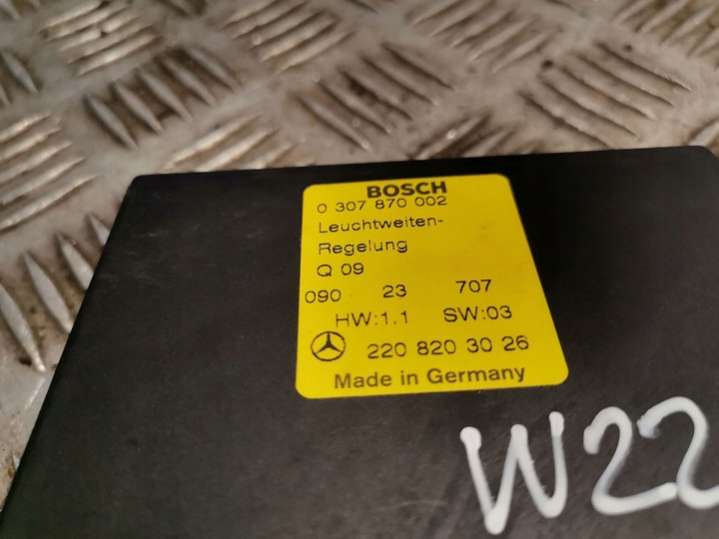 BOSCH
0 307 870 002
Leuchtweiten-
Regelung
Q 09
090 23 707
HW:1.1 SW:03
220 820 30 26
Made in Germany
W22